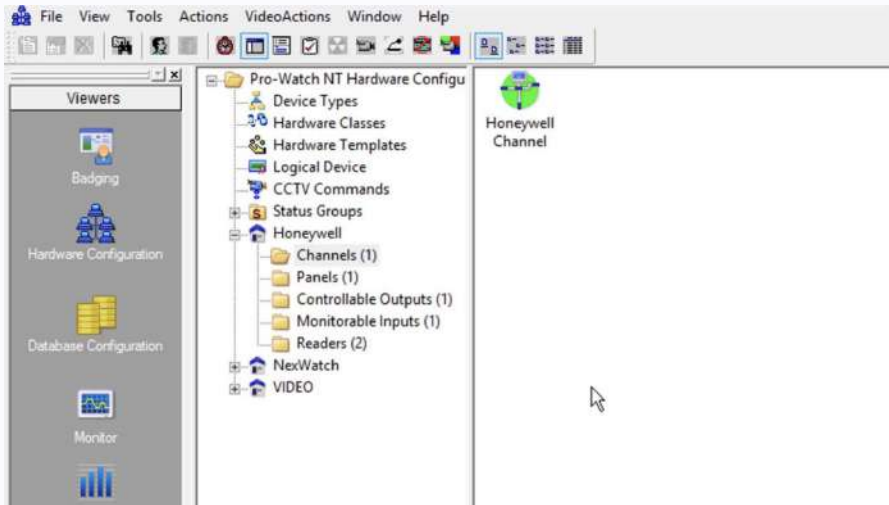 File View Tools Actions VideoActions Window Help
Viewers
Badging
Hardware Configuration
Database Configuration
Monitor
Pro-Watch NT Hardware Configu
Device Types
Hardware Classes
Hardware Templates
Logical Device
CCTV Commands
S Status Groups
Honeywell
Channels (1)
Panels (1)
Controllable Outputs (1)
Monitorable Inputs (1)
Readers (2)
NexWatch
VIDEO
Honeywell
Channel